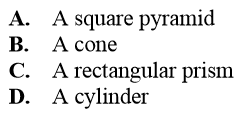 A. A square pyramid
B. A cone
C. A rectangular prism
D. A cylinder